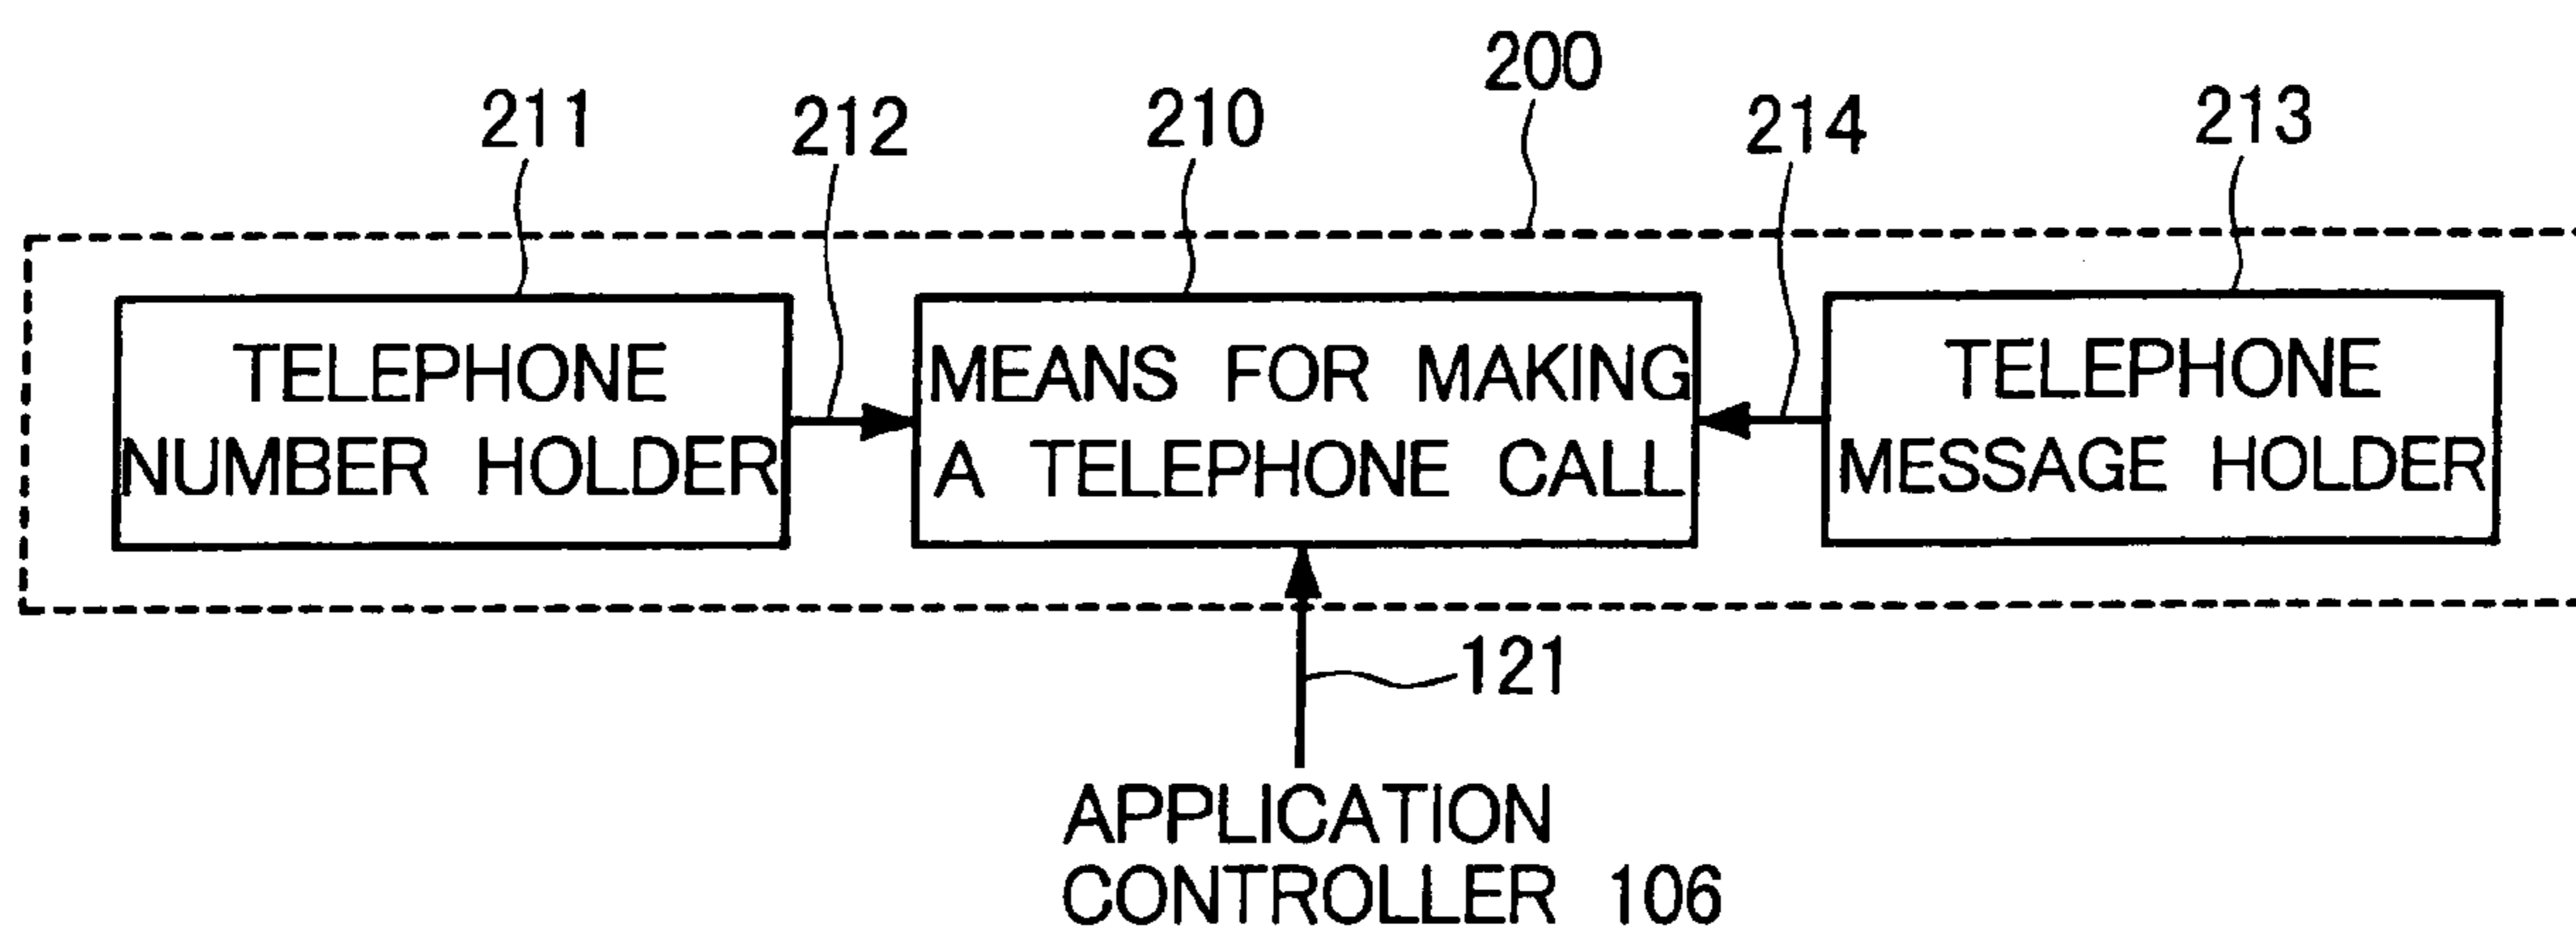 200
211
212
210
214
213
TELEPHONE
NUMBER HOLDER
MEANS FOR MAKING
A TELEPHONE CALL
TELEPHONE
MESSAGE HOLDER
121
APPLICATION
CONTROLLER 106